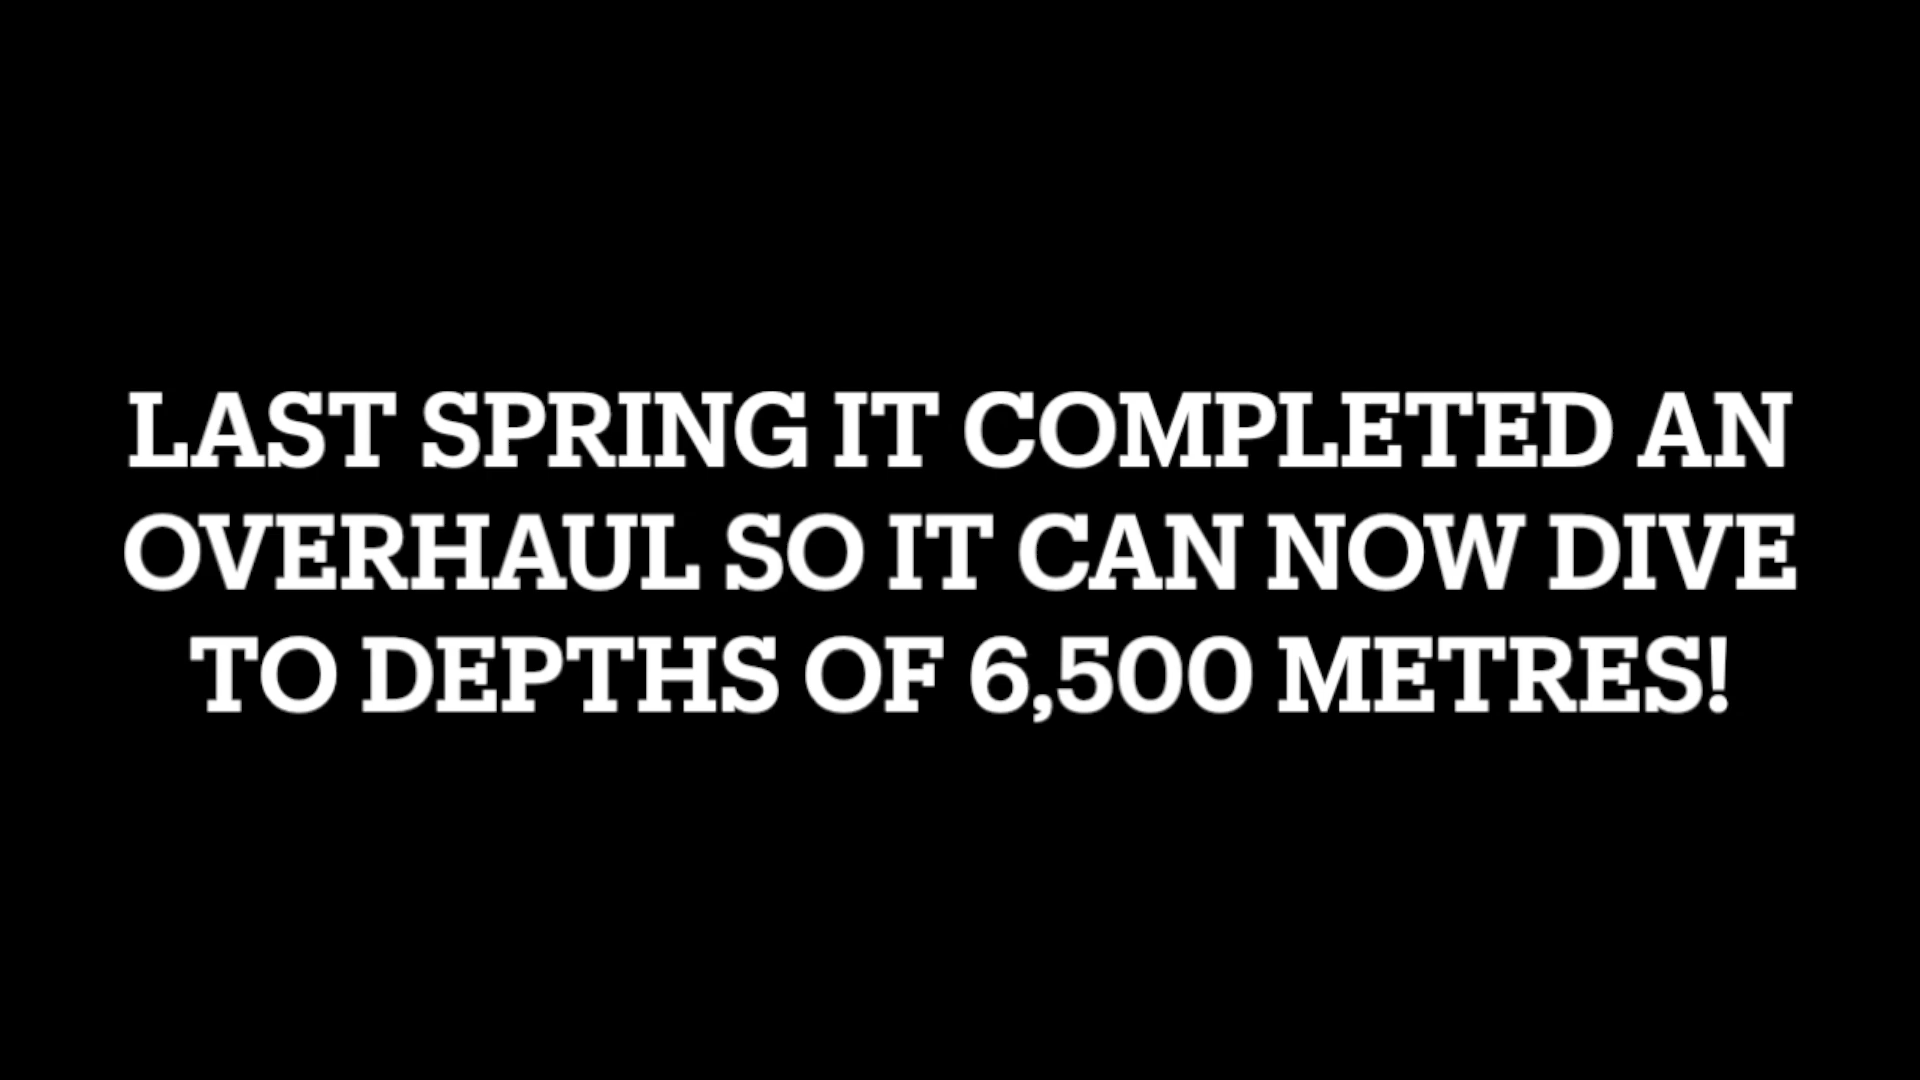 LAST SPRING IT COMPLETED AN
OVERHAUL SO IT CAN NOW DIVE
TO DEPTHS OF 6,500 METRES!